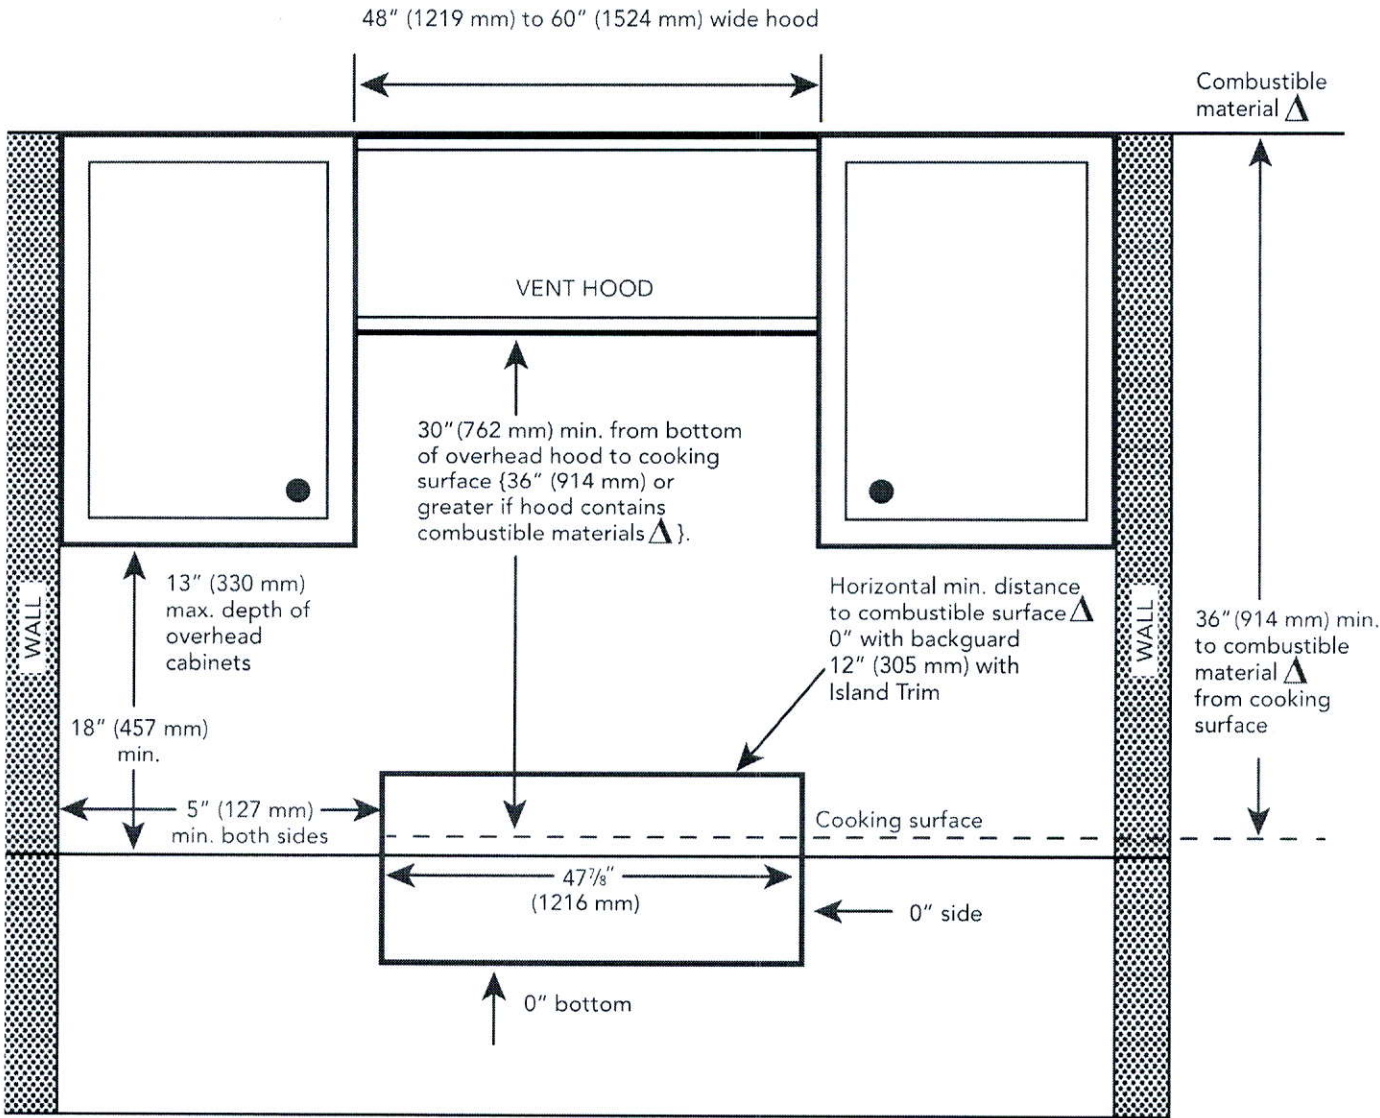 48" (1219 mm) to 60" (1524 mm) wide hood
Combustible
material Δ
VENT HOOD
30" (762 mm) min. from bottom
of overhead hood to cooking
surface {36" (914 mm) or
greater if hood contains
combustible materials Δ }.
WALL
13" (330 mm)
max. depth of
overhead
cabinets
Horizontal min. distance
to combustible surface Δ
0" with backguard
12" (305 mm) with
Island Trim
WALL
36" (914 mm) min.
to combustible
material Δ
from cooking
surface
18" (457 mm)
min.
5" (127 mm)
min. both sides
Cooking surface
47⅞"
(1216 mm)
0" side
0" bottom